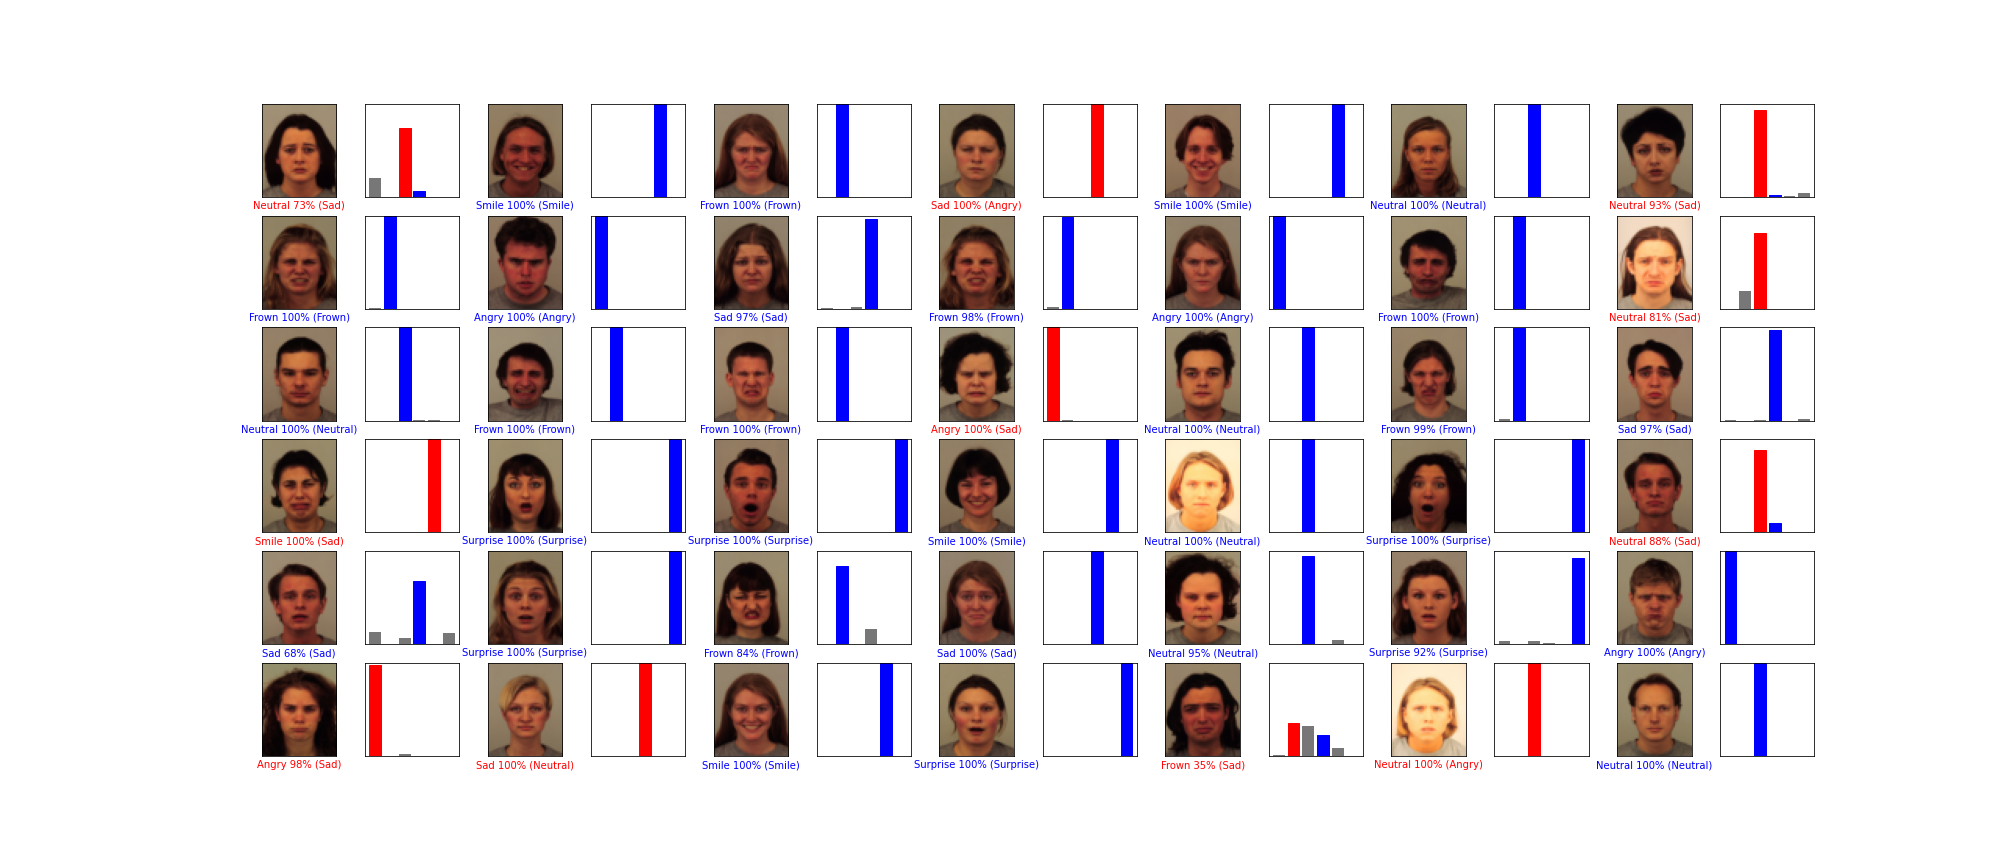 Neutral 73% (Sad)
Smile 100% (Smile)
Frown 100% (Frown)
Sad 100% (Angry)
Smile 100% (Smile)
Neutral 100% (Neutral)
Neutral 93% (Sad)
Frown 100% (Frown)
Angry 100% (Angry)
Sad 97% (Sad)
Frown 98% (Frown)
Angry 100% (Angry)
Frown 100% (Frown)
Neutral 81% (Sad)
Neutral 100% (Neutral)
Frown 100% (Frown)
Frown 100% (Frown)
Angry 100% (Sad)
Neutral 100% (Neutral)
Frown 99% (Frown)
Sad 97% (Sad)
Smile 100% (Sad)
Surprise 100% (Surprise)
Surprise 100% (Surprise)
Smile 100% (Smile)
Neutral 100% (Neutral)
Surprise 100% (Surprise)
Neutral 88% (Sad)
Sad 68% (Sad)
Surprise 100% (Surprise)
Frown 84% (Frown)
Sad 100% (Sad)
Neutral 95% (Neutral)
Surprise 92% (Surprise)
Angry 100% (Angry)
Angry 98% (Sad)
Sad 100% (Neutral)
Smile 100% (Smile)
Surprise 100% (Surprise)
Frown 35% (Sad)
Neutral 100% (Angry)
Neutral 100% (Neutral)